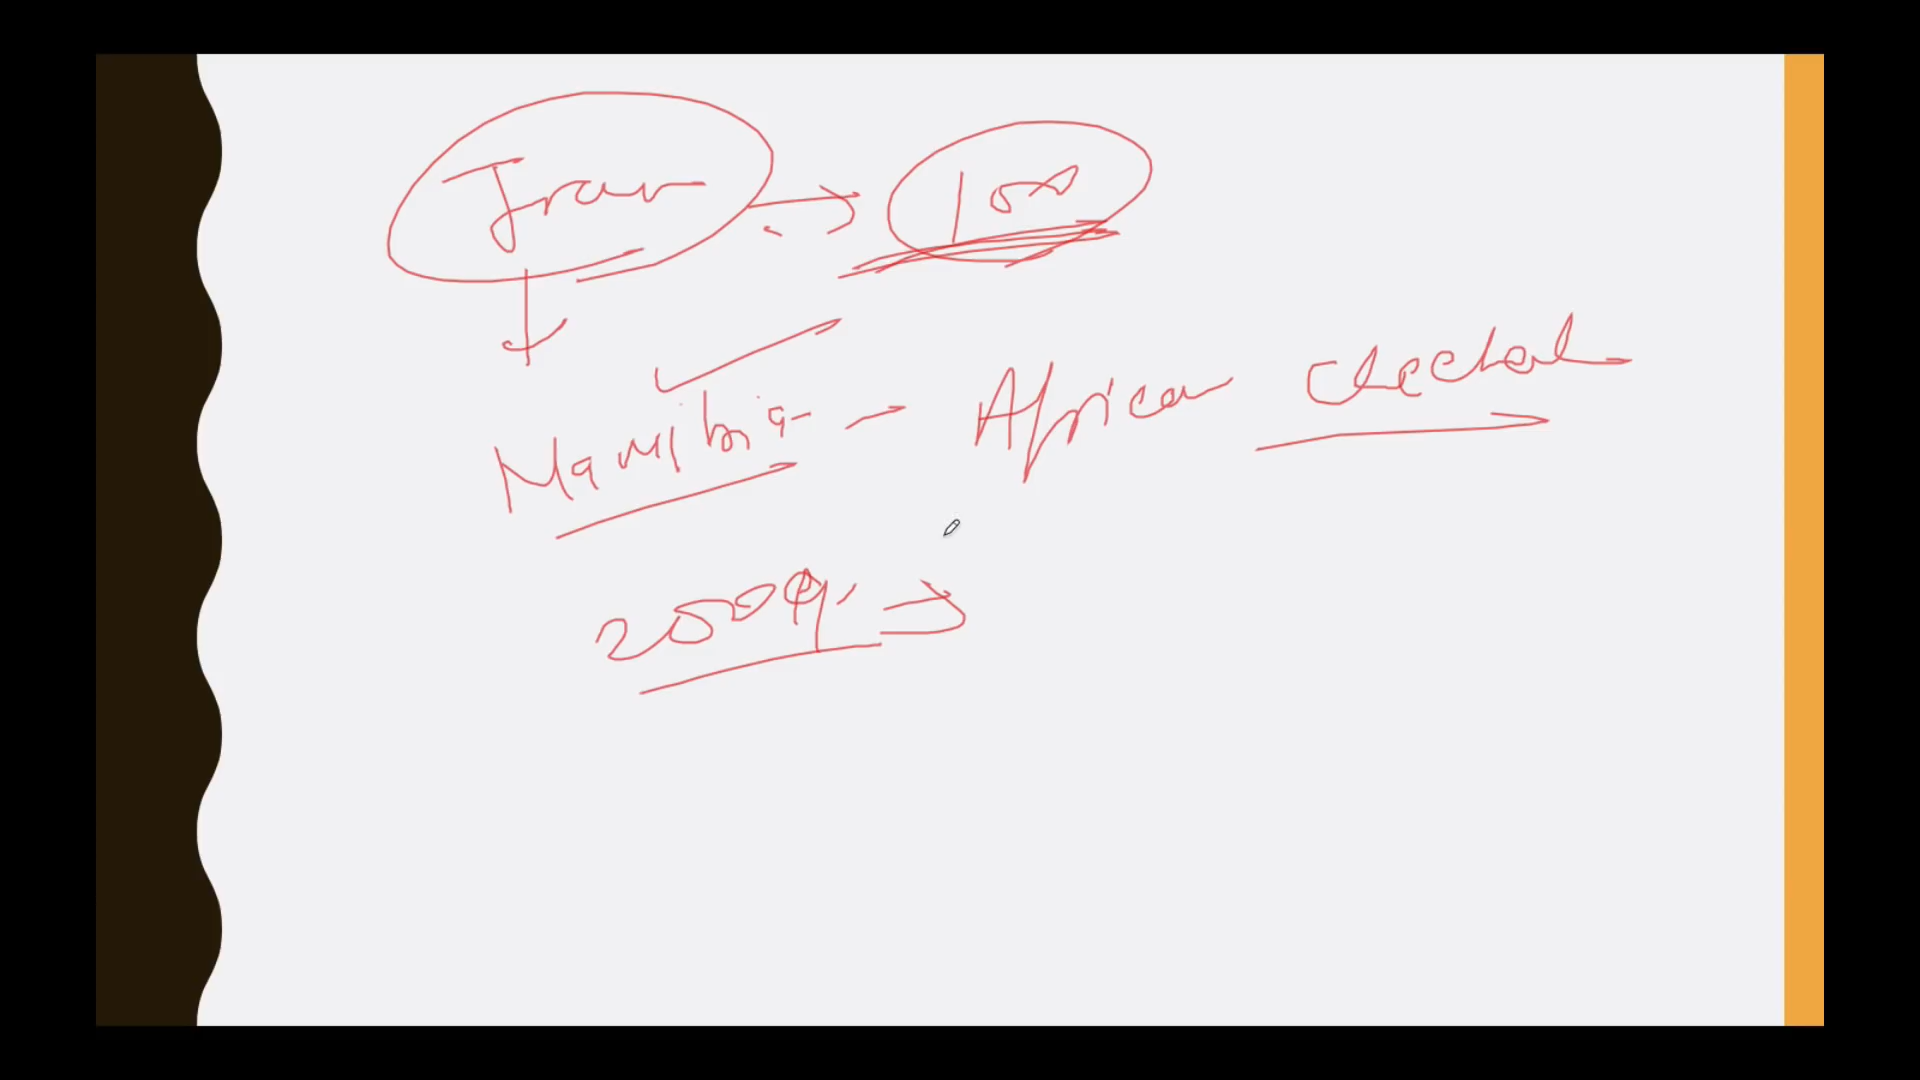 Iran → 100
Namibia - African Cheetah
2009 →